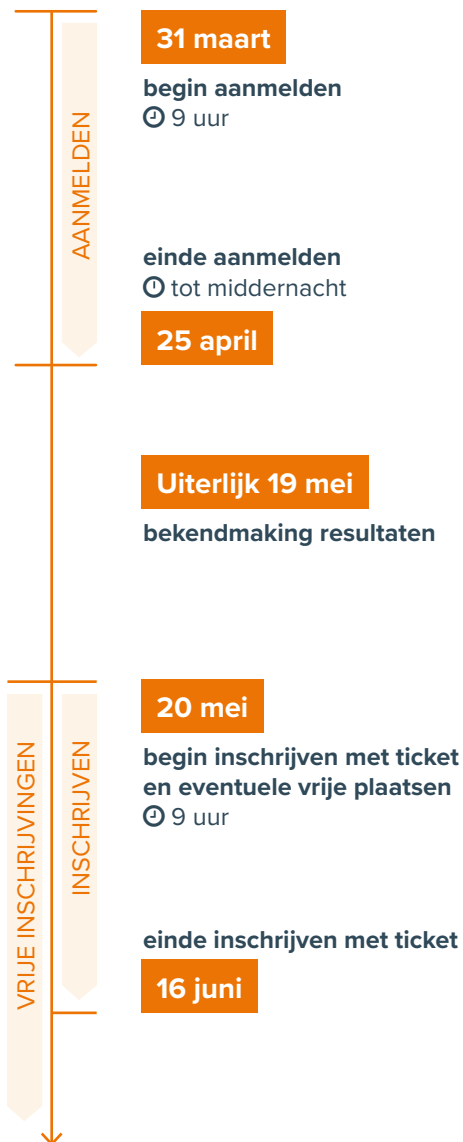 31 maart
begin aanmelden
9 uur
AANMELDEN
einde aanmelden
tot middernacht
25 april
Uiterlijk 19 mei
bekendmaking resultaten
20 mei
begin inschrijven met ticket
en eventuele vrije plaatsen
9 uur
VRIJE INSCHRIJVINGEN
INSCHRIJVEN
einde inschrijven met ticket
16 juni